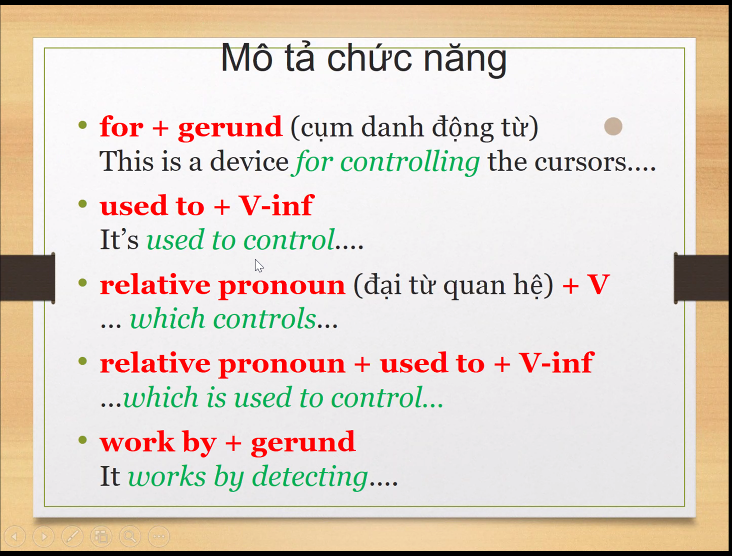 Mô tả chức năng
• for + gerund (cụm danh động từ)
This is a device for controlling the cursors....
• used to + V-inf
It’s used to control....
• relative pronoun (đại từ quan hệ) + V
... which controls...
• relative pronoun + used to + V-inf
...which is used to control...
• work by + gerund
It works by detecting....